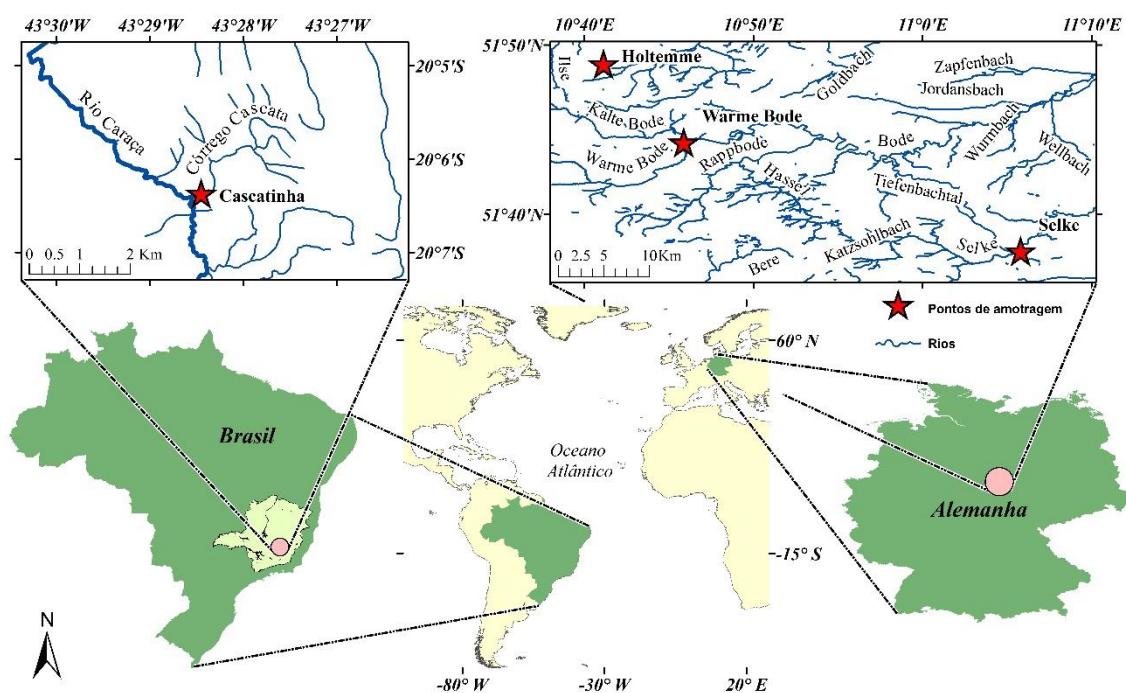 43°30'W 43°29'W 43°28'W 43°27'W
20°5'S
20°6'S
20°7'S
Rio Caraça
Corrego Cascata
Cascatinha
0 0.5 1 2 Km
10°40'E 10°50'E 11°0'E 11°10'E
51°50'N
51°40'N
Ilse
Holtemme
Goldbach
Zapfenbach
Jordansbach
Kalte-Bode
Warme Bode
Warme Bode
Rappbode
Bode
Wurmbach
Wellbach
Hassel
Tiefenbachtal
Selke
Selke
Katzsohlbach
Bere
0 2.5 5 10Km
Pontos de amotragem
Rios
60° N
-15° S
Brasil
Oceano
Atlântico
Alemanha
N
-80° W -30° W 20° E